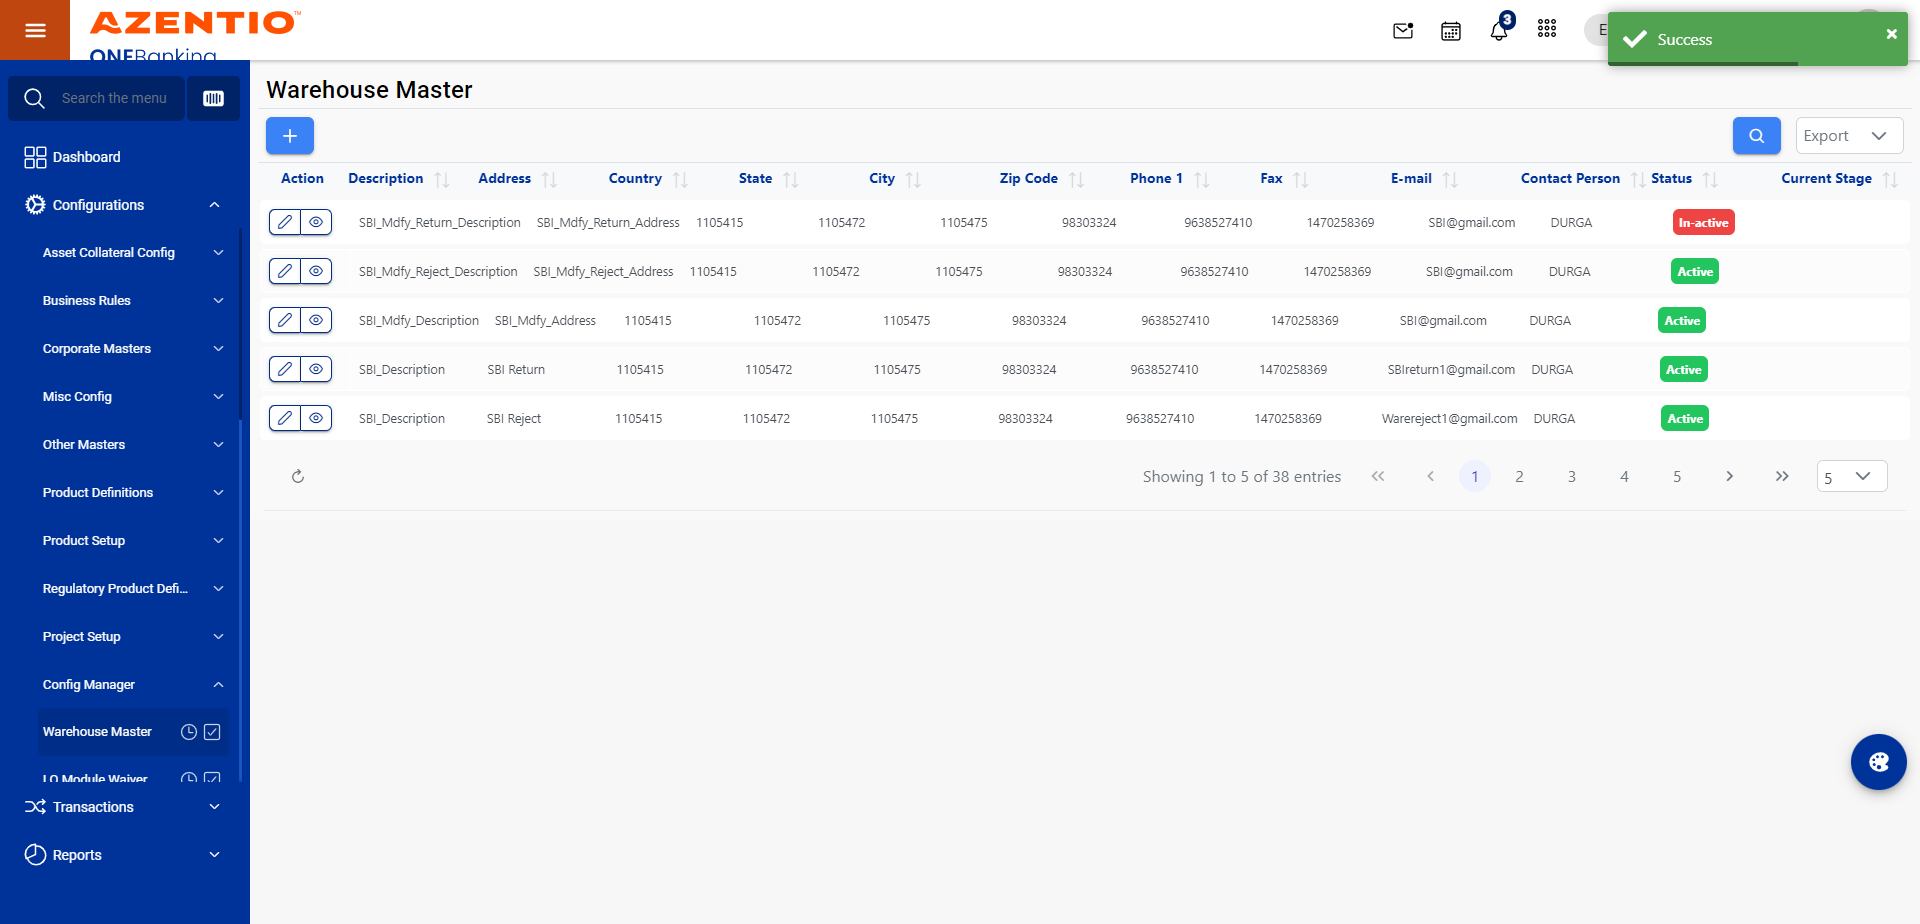 AZENTIO™
ONEBanking
3
E
Success
Search the menu
Dashboard
Configurations
Asset Collateral Config
Business Rules
Corporate Masters
Misc Config
Other Masters
Product Definitions
Product Setup
Regulatory Product Defi...
Project Setup
Config Manager
Warehouse Master
LO Module Waiver
Transactions
Reports
Warehouse Master
Export
Action Description Address Country State City Zip Code Phone 1 Fax E-mail Contact Person Status Current Stage
SBI_Mdfy_Return_Description SBI_Mdfy_Return_Address 1105415 1105472 1105475 98303324 9638527410 1470258369 SBI@gmail.com DURGA In-active
SBI_Mdfy_Reject_Description SBI_Mdfy_Reject_Address 1105415 1105472 1105475 98303324 9638527410 1470258369 SBI@gmail.com DURGA Active
SBI_Mdfy_Description SBI_Mdfy_Address 1105415 1105472 1105475 98303324 9638527410 1470258369 SBI@gmail.com DURGA Active
SBI_Description SBI Return 1105415 1105472 1105475 98303324 9638527410 1470258369 SBIreturn1@gmail.com DURGA Active
SBI_Description SBI Reject 1105415 1105472 1105475 98303324 9638527410 1470258369 Warereject1@gmail.com DURGA Active
Showing 1 to 5 of 38 entries 1 2 3 4 5 5